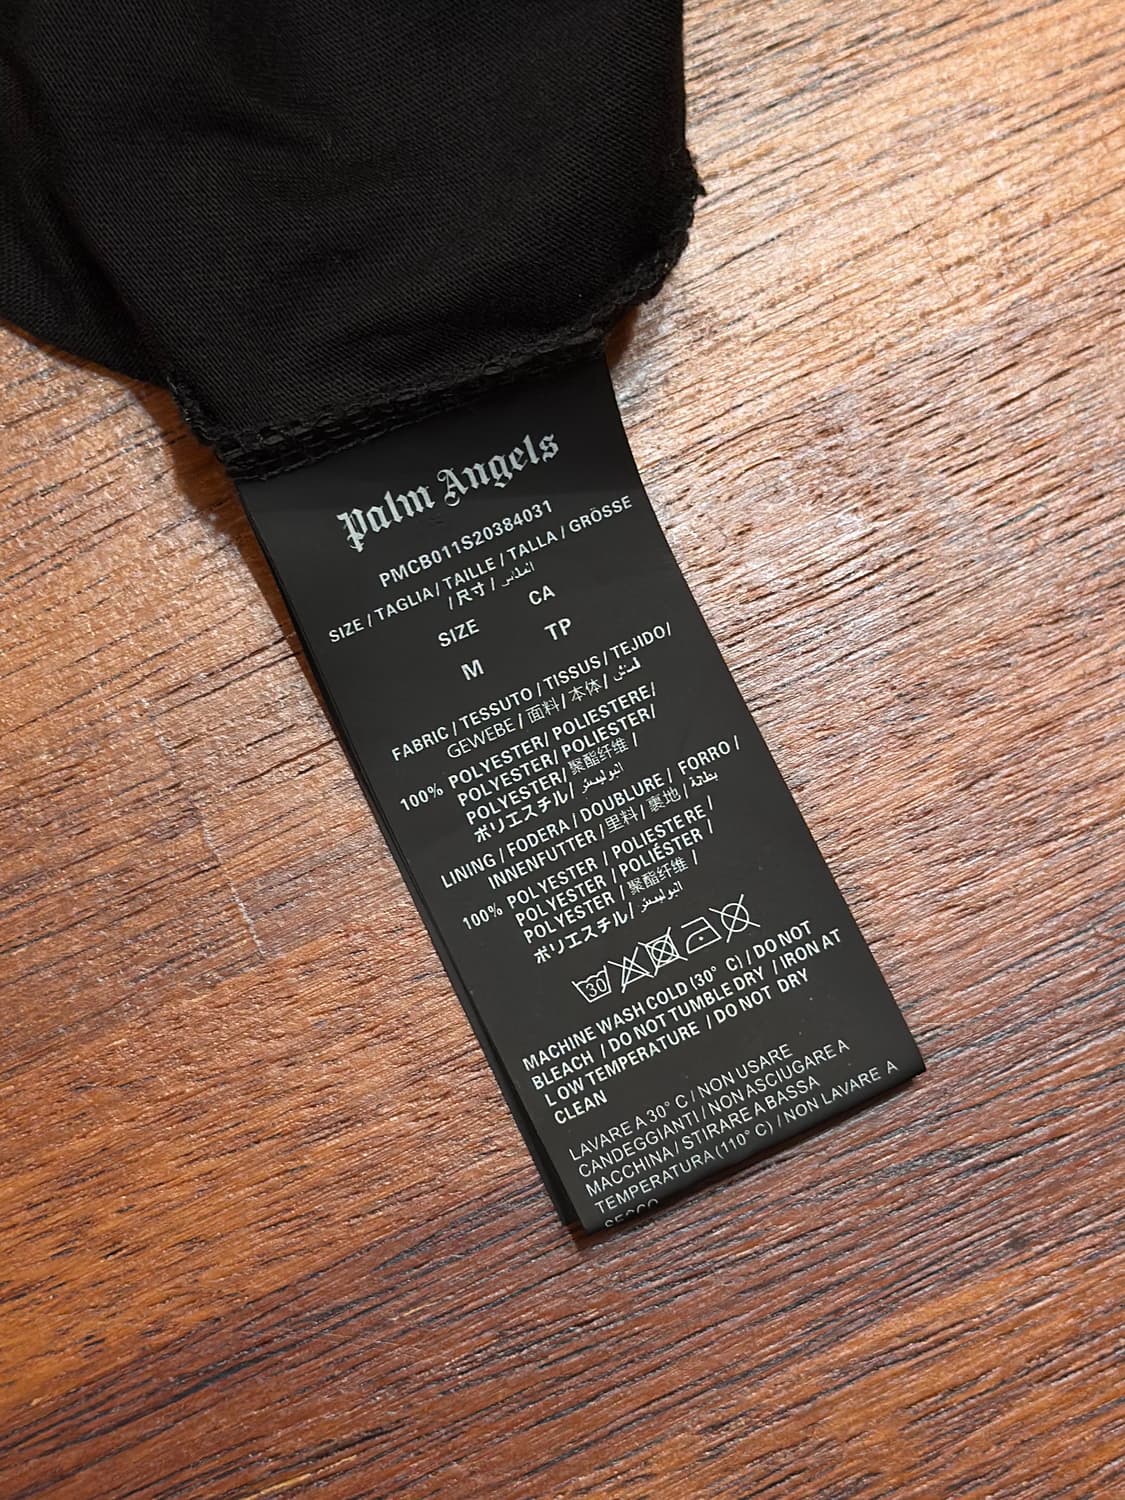 Palm Angels
PMCB011S20384031
SIZE / TAGLIA / TAILLE / TALLA / GRÖSSE
/ 尺寸 /
SIZE CA
M TP
FABRIC / TESSUTO / TISSUS / TEJIDO /
GEWEBE / 面料 / 本体 /
100% POLYESTER/ POLIESTERE/
POLYESTER/ POLIESTER/
POLYESTER/ 聚酯纤维 /
ポリエステル/ البوليستر
LINING / FODERA / DOUBLURE / FORRO /
INNENFUTTER / 里料 / 裏地 / بطانة
100% POLYESTER / POLIESTERE /
POLYESTER / POLIÉSTER /
POLYESTER / 聚酯纤维 /
ポリエステル/ البوليستر
30
MACHINE WASH COLD (30° C) / DO NOT
BLEACH / DO NOT TUMBLE DRY / IRON AT
LOW TEMPERATURE / DO NOT DRY
CLEAN
LAVARE A 30° C / NON USARE
CANDEGGIANTI / NON ASCIUGARE A
MACCHINA / STIRARE A BASSA
TEMPERATURA (110° C) / NON LAVARE A
SECCO